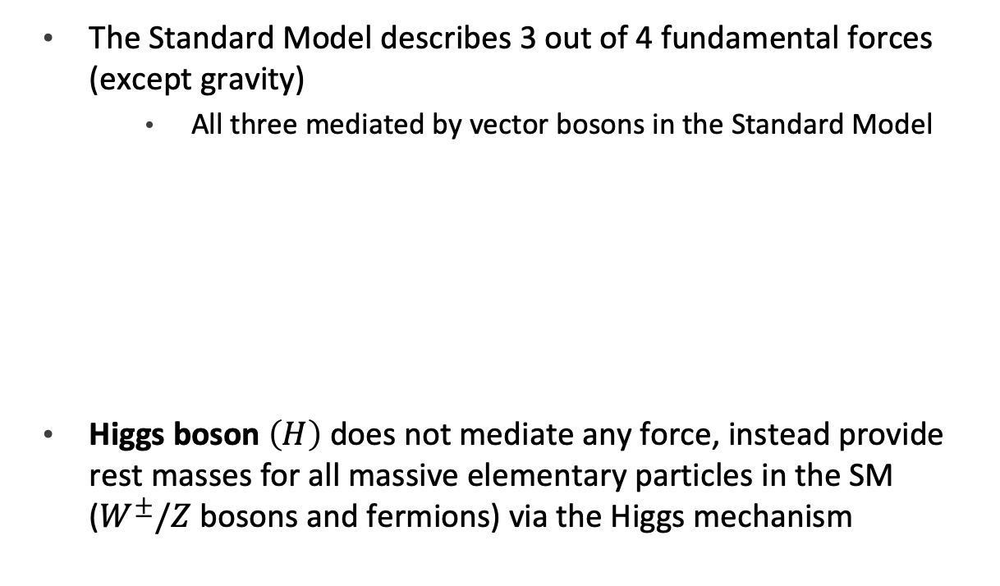 • The Standard Model describes 3 out of 4 fundamental forces
(except gravity)
• All three mediated by vector bosons in the Standard Model
• Higgs boson (H) does not mediate any force, instead provide
rest masses for all massive elementary particles in the SM
(W±/Z bosons and fermions) via the Higgs mechanism